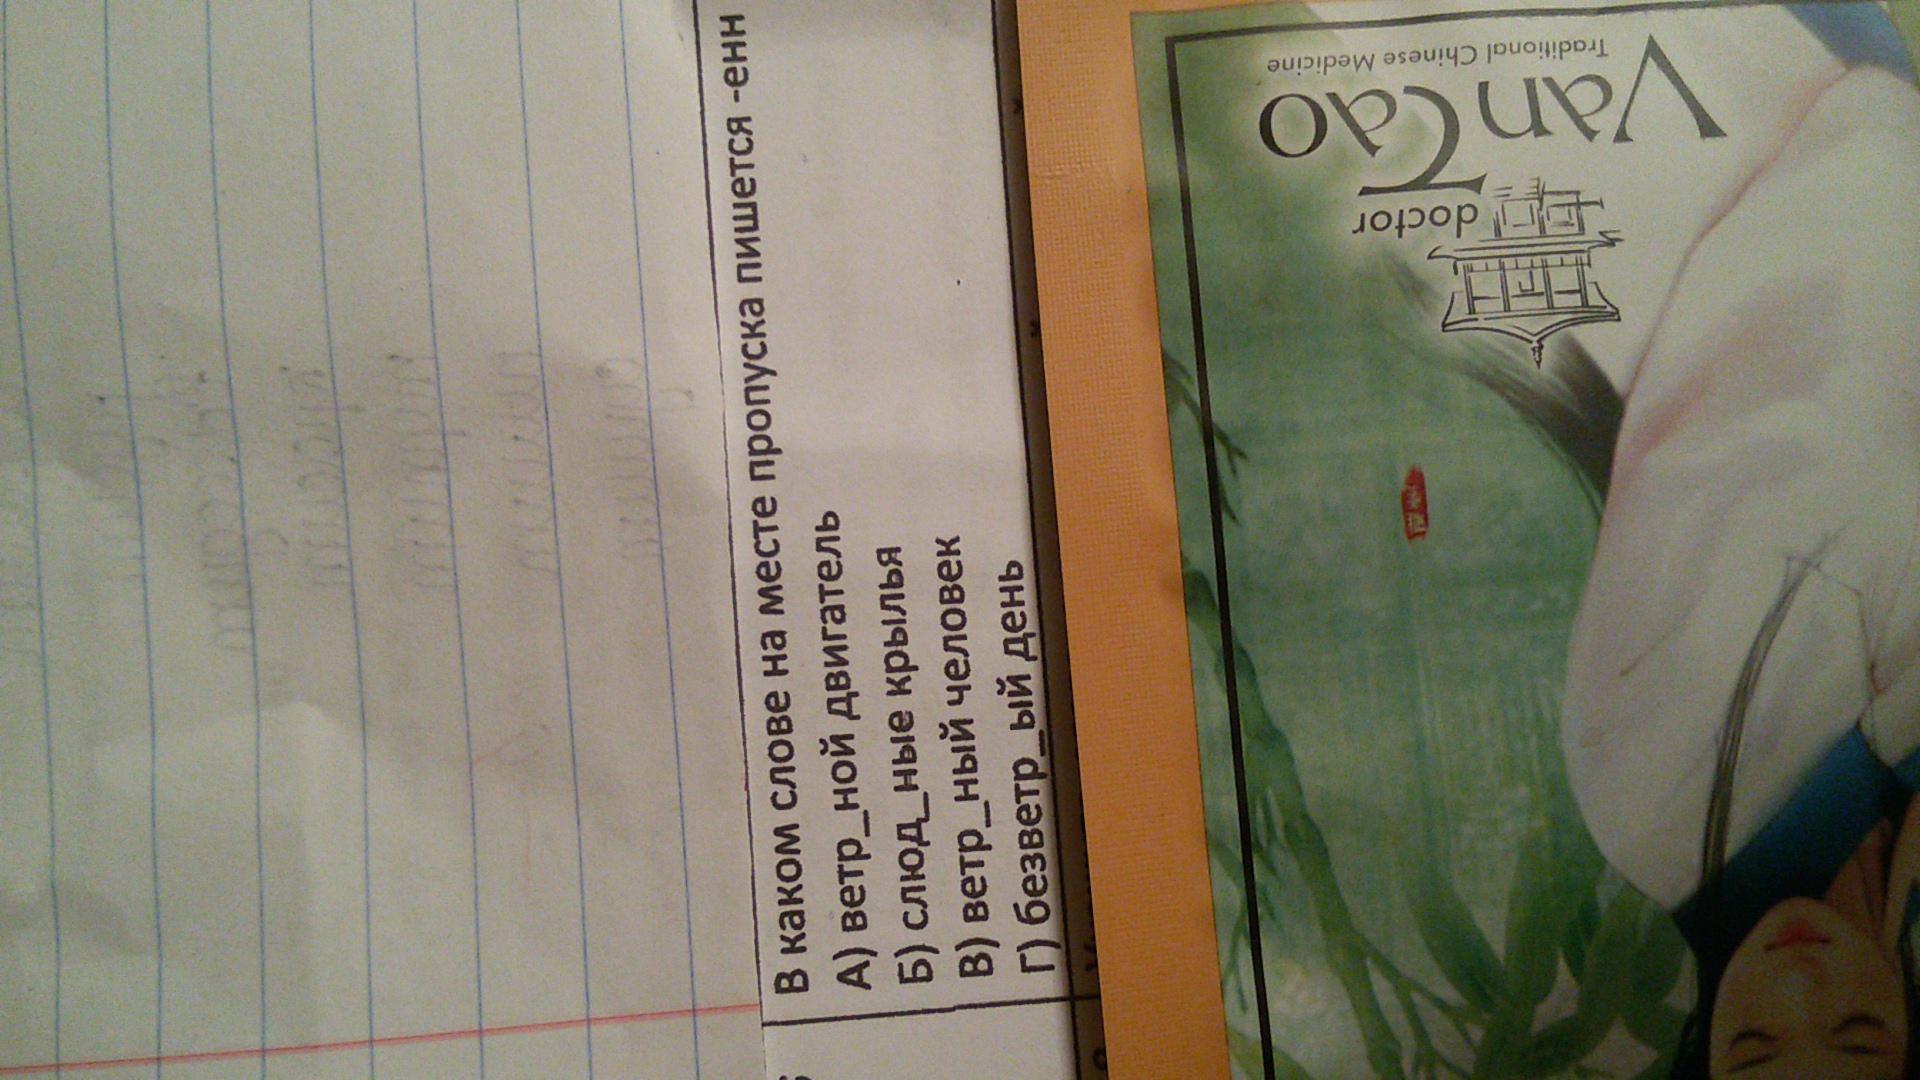 В каком слове на месте пропуска пишется -енн
А) ветр_ной двигатель
Б) слюд_ные крылья
В) ветр_ный человек
Г) безветр_ый день
Van Tao
doctor
Traditional Chinese Medicine